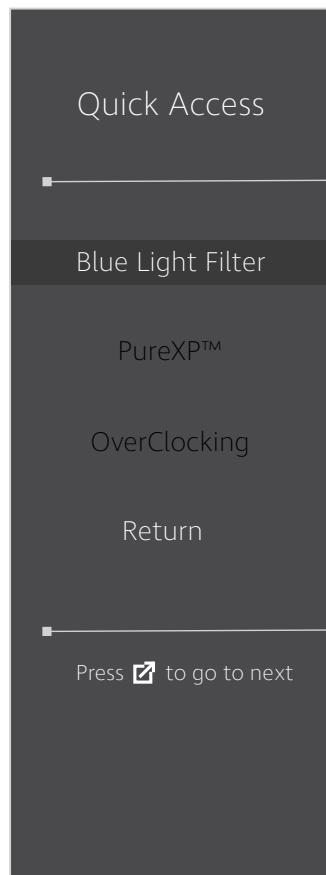 Quick Access
Blue Light Filter
PureXP™
OverClocking
Return
Press to go to next